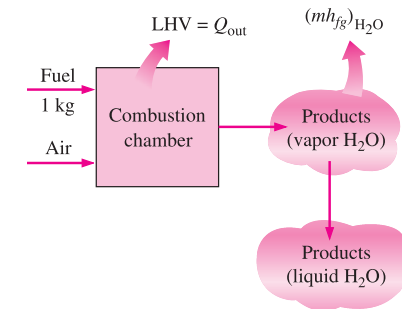 LHV = Q_out
(mh_fg)_H₂O
Fuel
1 kg
Air
Combustion
chamber
Products
(vapor H₂O)
Products
(liquid H₂O)